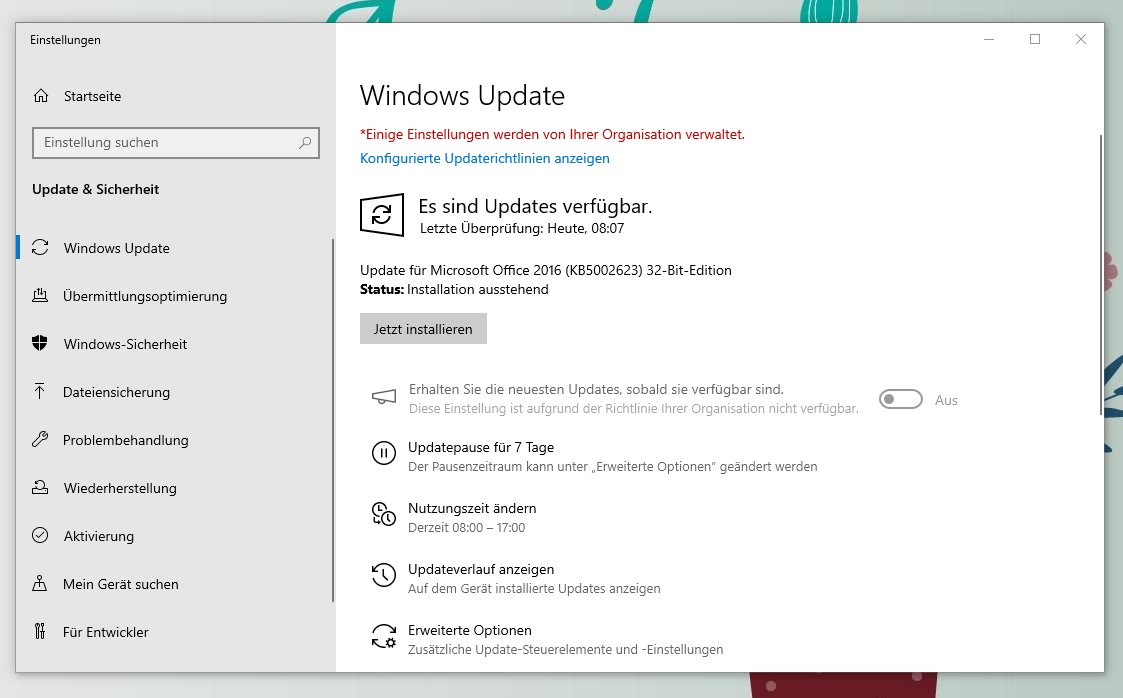 Einstellungen
Startseite
Einstellung suchen
Update & Sicherheit
Windows Update
Übermittlungsoptimierung
Windows-Sicherheit
Dateiensicherung
Problembehandlung
Wiederherstellung
Aktivierung
Mein Gerät suchen
Für Entwickler
Windows Update
*Einige Einstellungen werden von Ihrer Organisation verwaltet.
Konfigurierte Updaterichtlinien anzeigen
Es sind Updates verfügbar.
Letzte Überprüfung: Heute, 08:07
Update für Microsoft Office 2016 (KB5002623) 32-Bit-Edition
Status: Installation ausstehend
Jetzt installieren
Erhalten Sie die neuesten Updates, sobald sie verfügbar sind.
Diese Einstellung ist aufgrund der Richtlinie Ihrer Organisation nicht verfügbar.
Aus
Updatepause für 7 Tage
Der Pausenzeitraum kann unter „Erweiterte Optionen“ geändert werden
Nutzungszeit ändern
Derzeit 08:00 – 17:00
Updateverlauf anzeigen
Auf dem Gerät installierte Updates anzeigen
Erweiterte Optionen
Zusätzliche Update-Steuerelemente und -Einstellungen